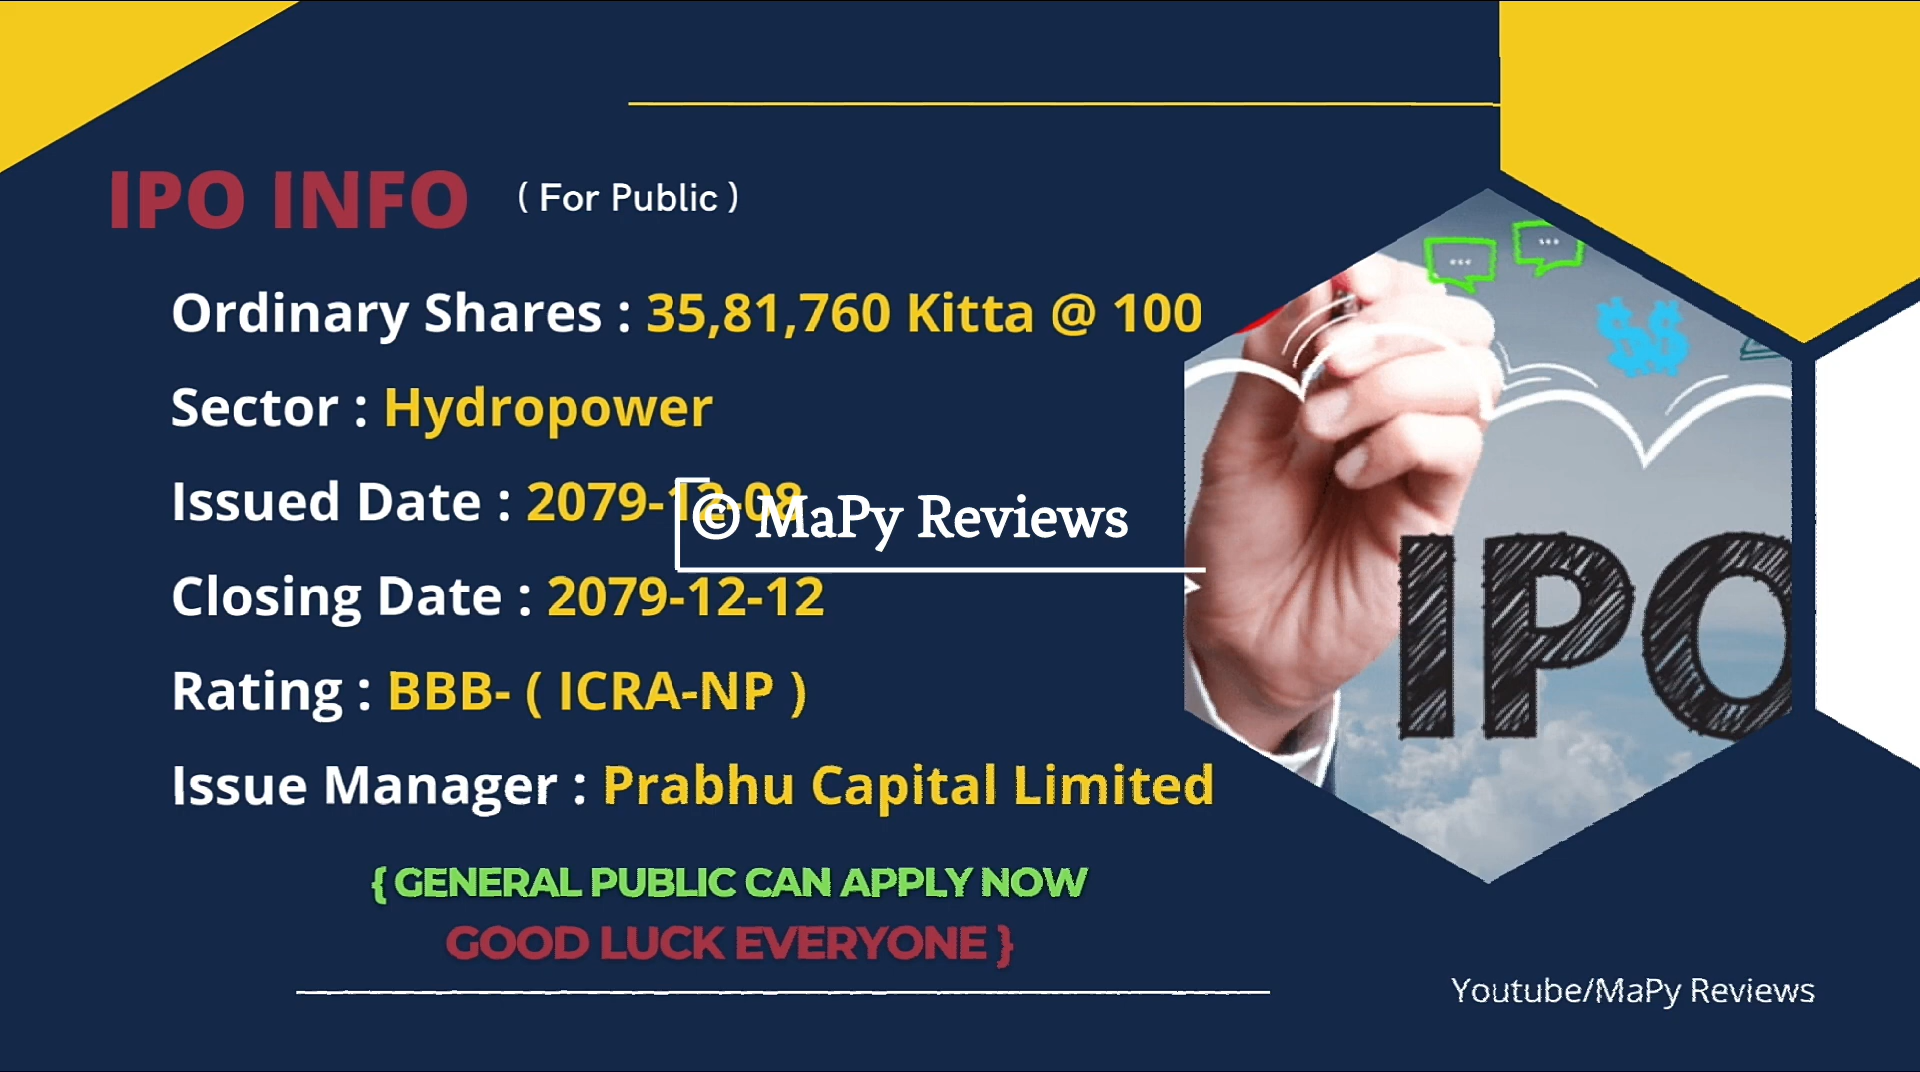 IPO INFO ( For Public )
Ordinary Shares : 35,81,760 Kitta @ 100
Sector : Hydropower
Issued Date : 2079-12-08
© MaPy Reviews
Closing Date : 2079-12-12
Rating : BBB- ( ICRA-NP )
Issue Manager : Prabhu Capital Limited
{ GENERAL PUBLIC CAN APPLY NOW
GOOD LUCK EVERYONE }
Youtube/MaPy Reviews
IPO